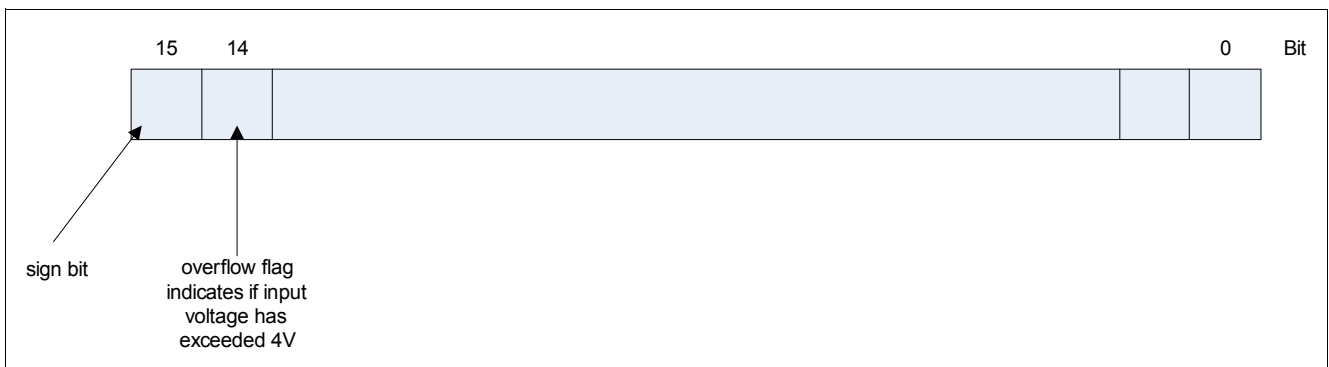 15 14 0 Bit
sign bit
overflow flag
indicates if input
voltage has
exceeded 4V